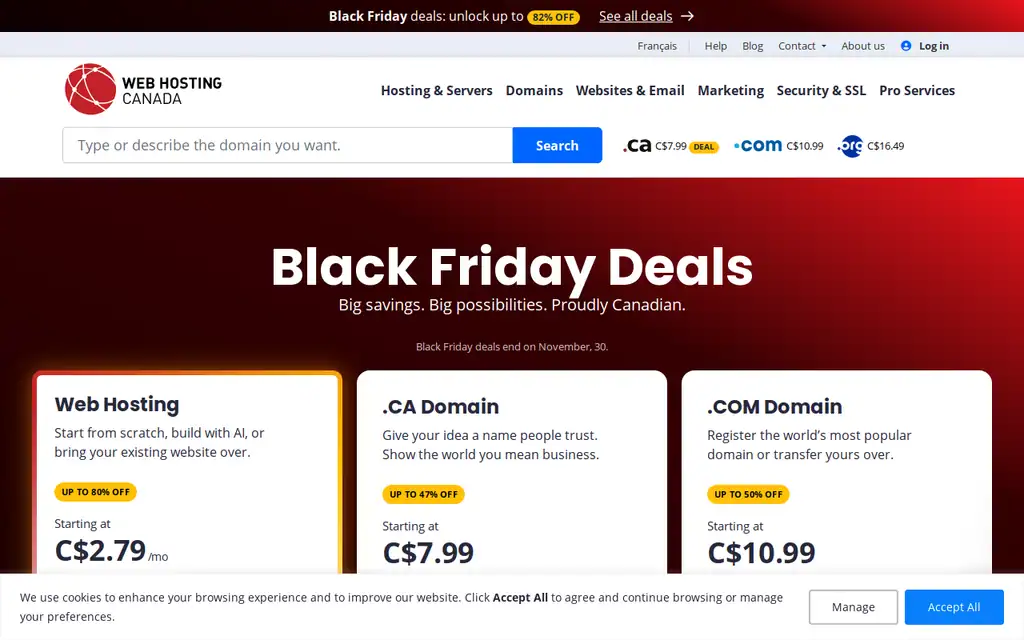 Black Friday deals: unlock up to 82% OFF See all deals
Français Help Blog Contact About us Log in
WEB HOSTING
CANADA
Hosting & Servers Domains Websites & Email Marketing Security & SSL Pro Services
Type or describe the domain you want. Search .ca C$7.99 DEAL .com C$10.99 .org C$16.49
Black Friday Deals
Big savings. Big possibilities. Proudly Canadian.
Black Friday deals end on November, 30.
Web Hosting
Start from scratch, build with AI, or
bring your existing website over.
UP TO 80% OFF
Starting at
C$2.79 /mo
.CA Domain
Give your idea a name people trust.
Show the world you mean business.
UP TO 47% OFF
Starting at
C$7.99
.COM Domain
Register the world's most popular
domain or transfer yours over.
UP TO 50% OFF
Starting at
C$10.99
We use cookies to enhance your browsing experience and to improve our website. Click Accept All to agree and continue browsing or manage
your preferences.
Manage Accept All